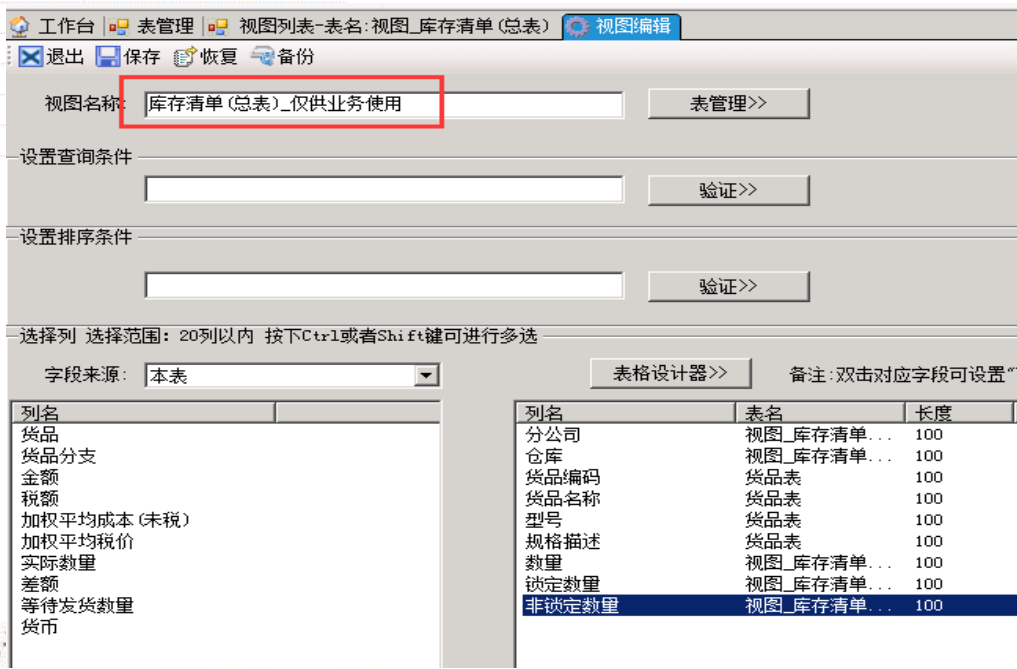 工作台 表管理 视图列表-表名:视图_库存清单(总表) 视图编辑
退出 保存 恢复 备份
视图名称: 库存清单(总表)_仅供业务使用 表管理>>
设置查询条件
验证>>
设置排序条件
验证>>
选择列 选择范围: 20列以内 按下Ctrl或者Shift键可进行多选
字段来源: 本表 表格设计器>> 备注:双击对应字段可设置“
列名 列名 表名 长度
货品 分公司 视图_库存清单... 100
货品分支 仓库 视图_库存清单... 100
金额 货品编码 货品表 100
税额 货品名称 货品表 100
加权平均成本(未税) 型号 货品表 100
加权平均税价 规格描述 货品表 100
实际数量 数量 视图_库存清单... 100
差额 锁定数量 视图_库存清单... 100
等待发货数量 非锁定数量 视图_库存清单... 100
货币